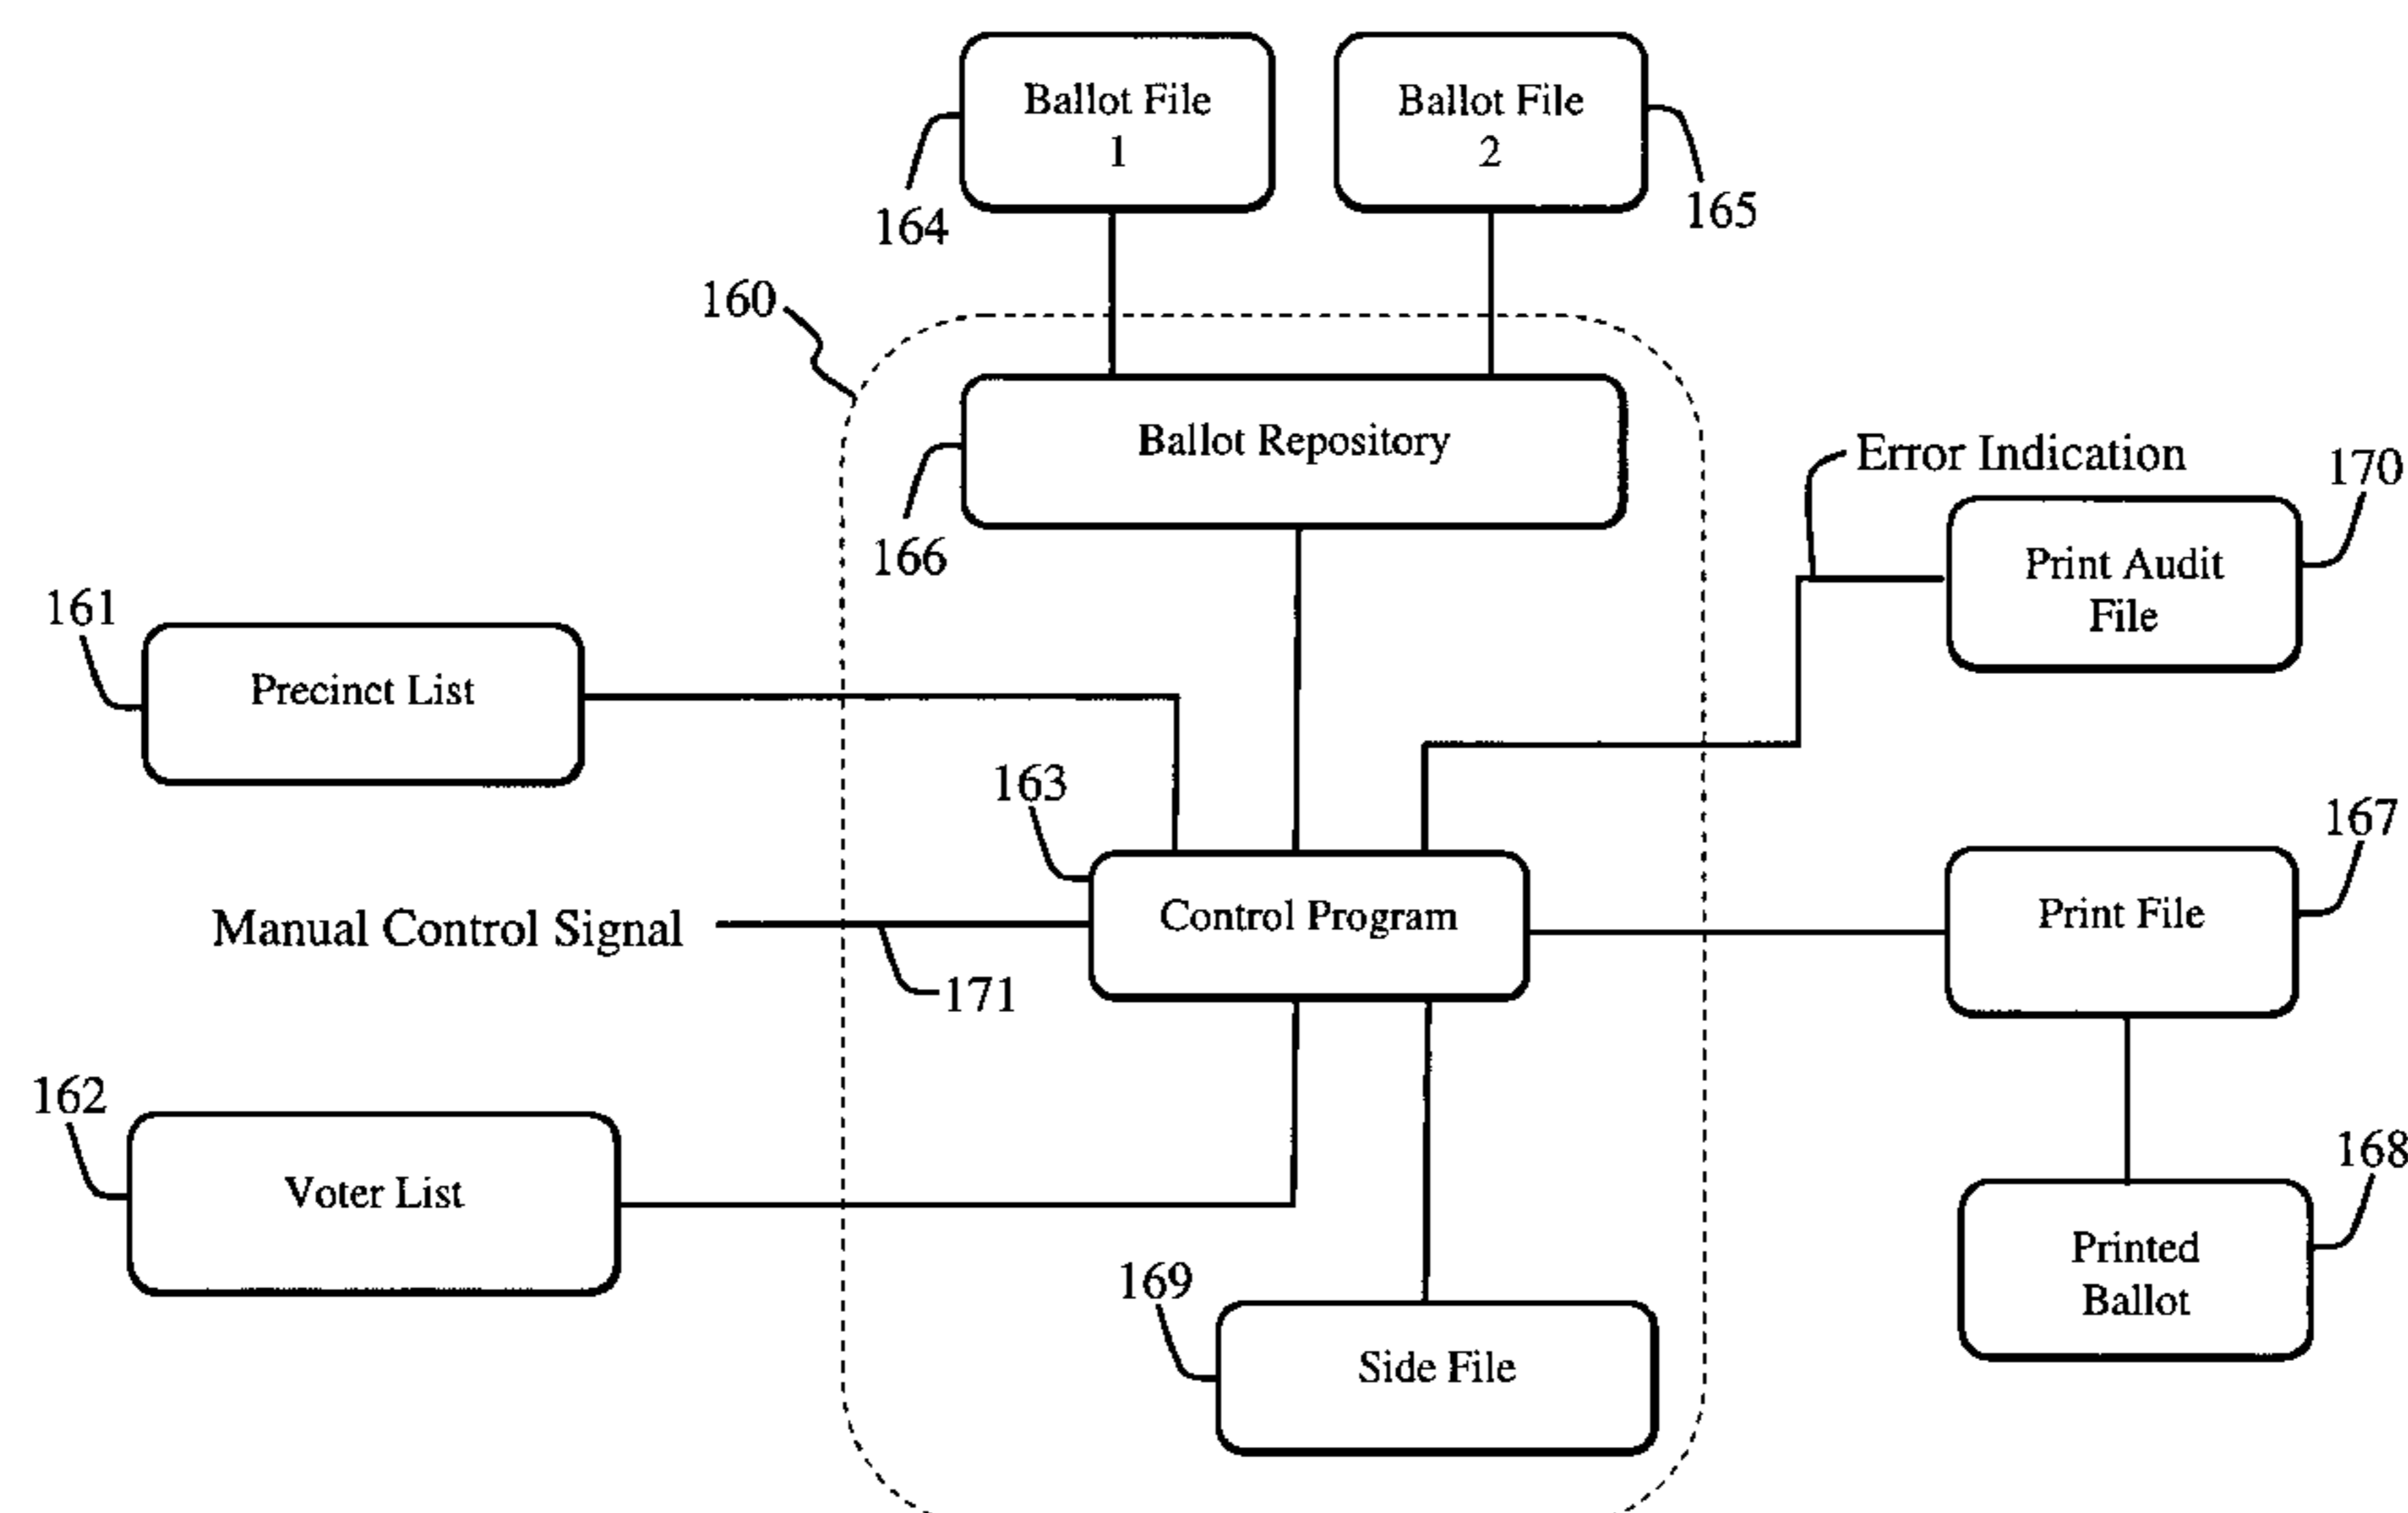 Ballot File
1
Ballot File
2
164
165
160
Ballot Repository
166
Error Indication
170
Print Audit
File
161
Precinct List
163
167
Control Program
Print File
Manual Control Signal
171
162
Voter List
168
Printed
Ballot
169
Side File